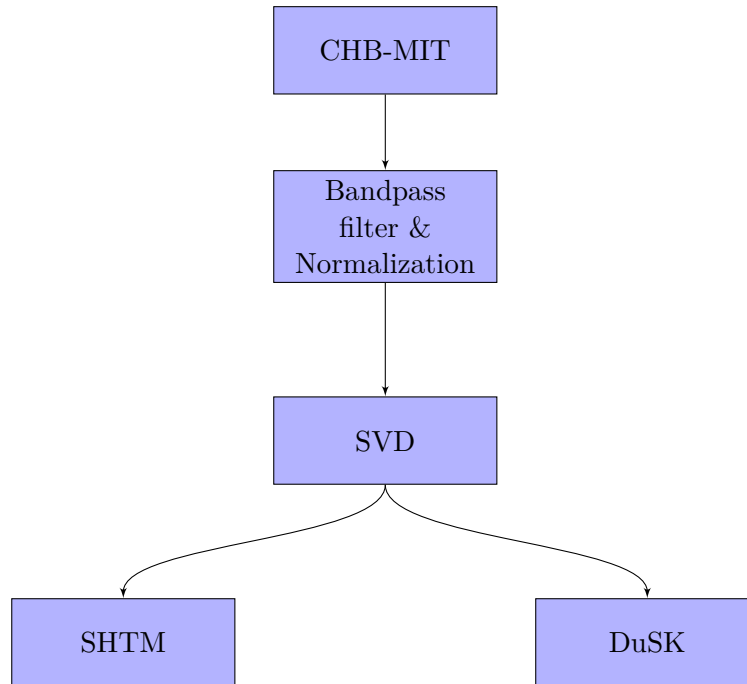 CHB-MIT
Bandpass
filter &
Normalization
SVD
SHTM
DuSK